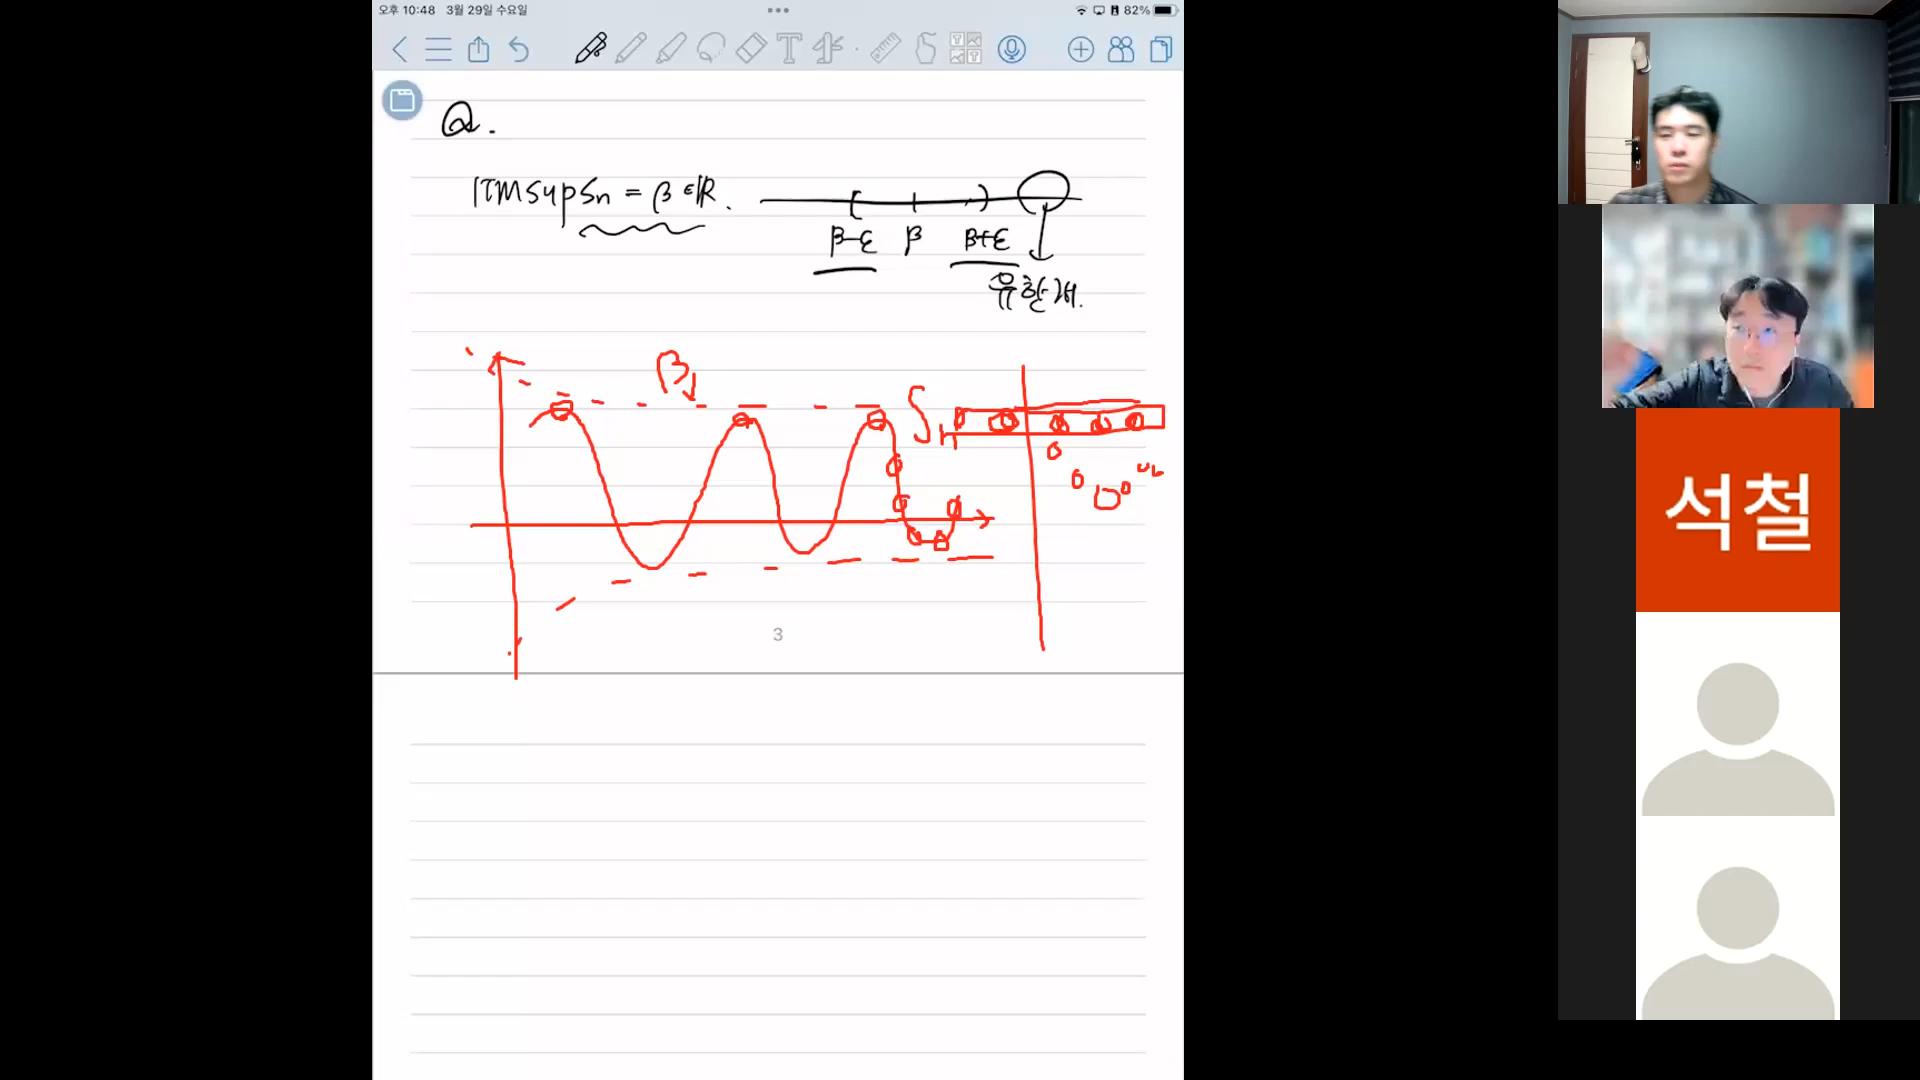 오후 10:48 3월 29일 수요일
82%
Q.
limsup Sn = β ∈ ℝ.
β-ε β β+ε
유한개.
β
3
석철